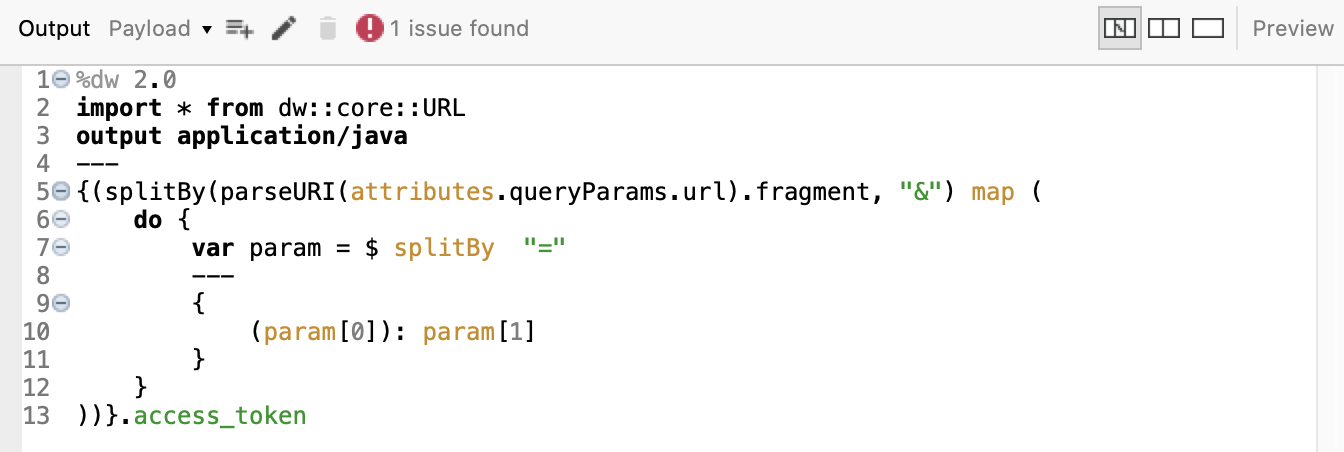 Output Payload ▾ 1 issue found Preview
1 %dw 2.0
2 import * from dw::core::URL
3 output application/java
4 ---
5 {(splitBy(parseURI(attributes.queryParams.url).fragment, "&") map (
6     do {
7         var param = $ splitBy  "="
8         ---
9         {
10             (param[0]): param[1]
11         }
12     }
13 ))}.access_token